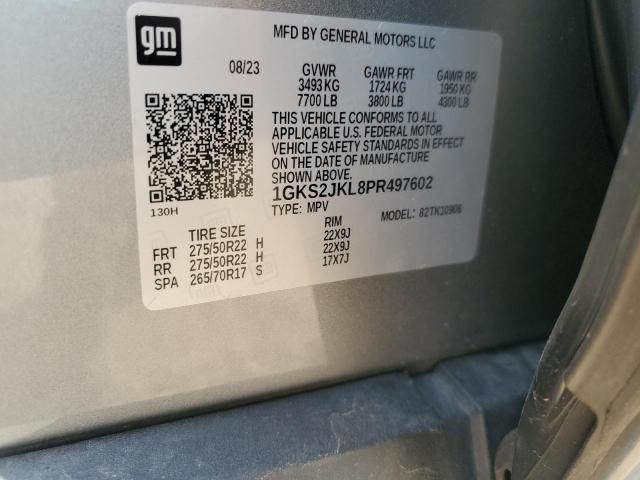 gm
MFD BY GENERAL MOTORS LLC
08/23 GVWR GAWR FRT GAWR RR
3493 KG 1724 KG 1950 KG
7700 LB 3800 LB 4300 LB
THIS VEHICLE CONFORMS TO ALL
APPLICABLE U.S. FEDERAL MOTOR
VEHICLE SAFETY STANDARDS IN EFFECT
ON THE DATE OF MANUFACTURE
SHOWN ABOVE.
1GKS2JKL8PR497602
130H
TYPE: MPV MODEL: 82TK10906
TIRE SIZE RIM
FRT 275/50R22 H 22X9J
RR 275/50R22 H 22X9J
SPA 265/70R17 S 17X7J